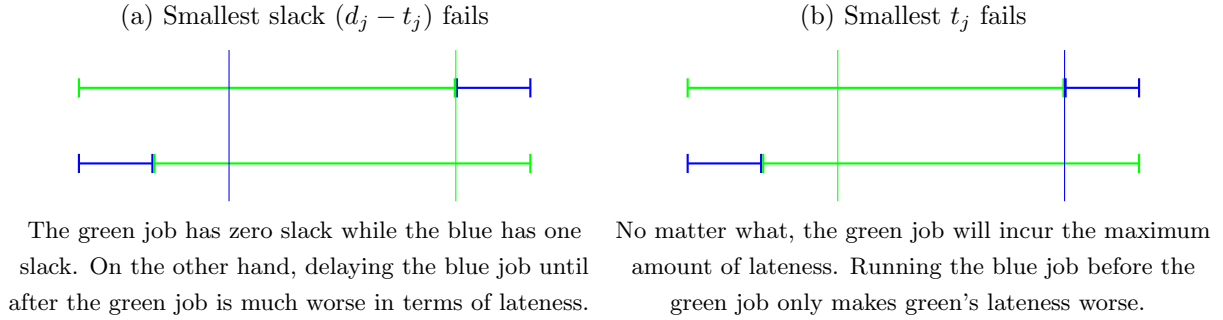 (a) Smallest slack (d_j − t_j) fails
The green job has zero slack while the blue has one
slack. On the other hand, delaying the blue job until
after the green job is much worse in terms of lateness.
(b) Smallest t_j fails
No matter what, the green job will incur the maximum
amount of lateness. Running the blue job before the
green job only makes green's lateness worse.